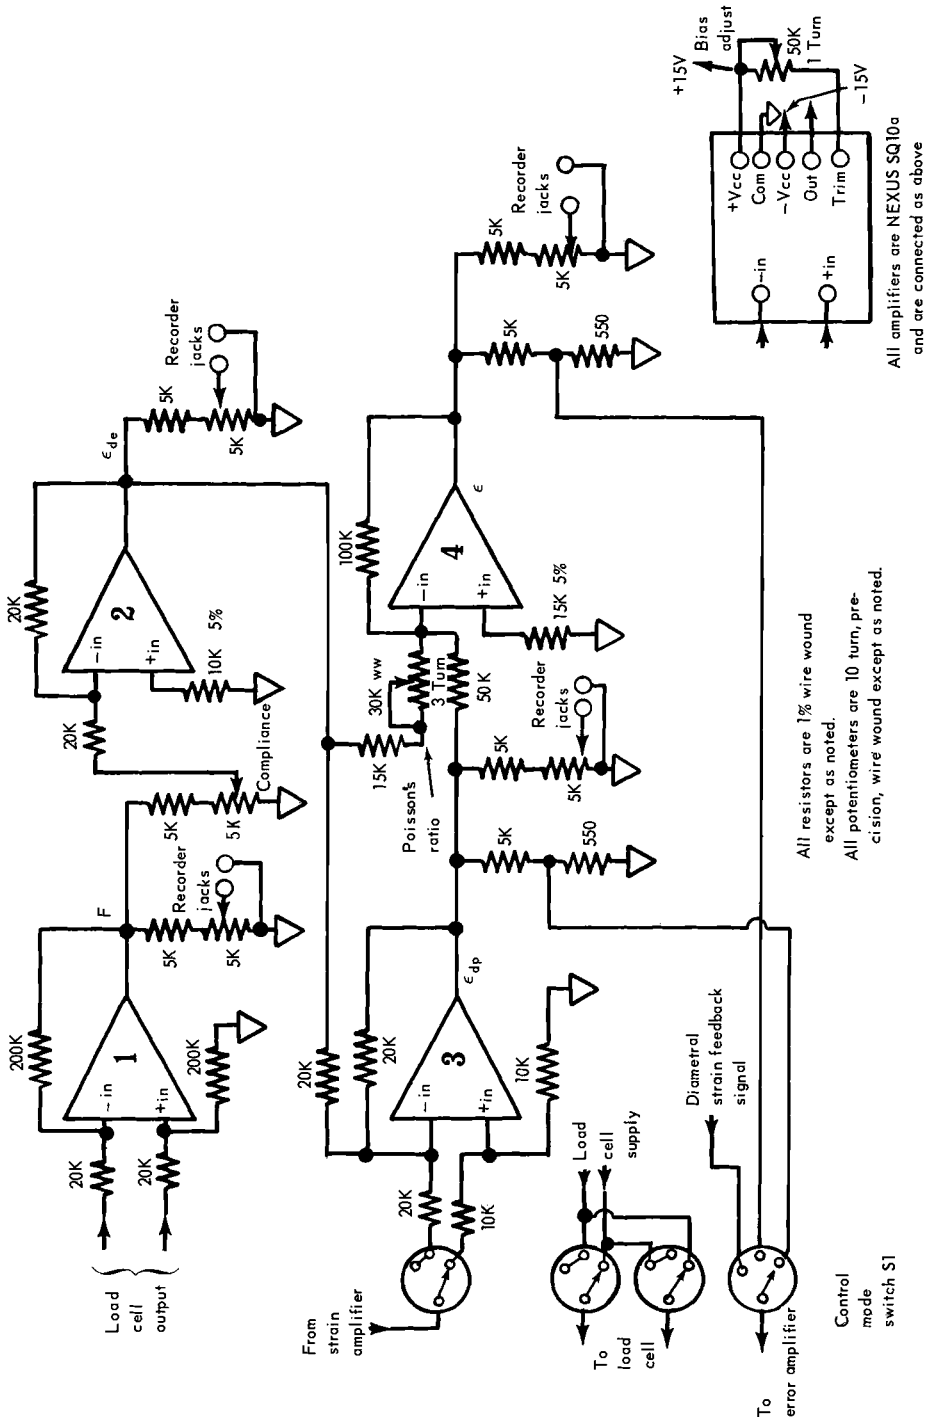 Load
cell
output
20K
20K
200K
200K
-in
+in
1
F
5K
5K
Recorder
jacks
5K
5K
Compliance
20K
20K
-in
+in
2
10K 5%
ϵde
5K
5K
Recorder
jacks
From
strain
amplifier
20K
10K
20K
20K
-in
+in
3
10K
ϵdp
5K
550
15K
Poisson's
ratio
30K ww
3 Turn
50K
5K
5K
Recorder
jacks
100K
-in
+in
4
15K 5%
ϵ
5K
550
5K
5K
Recorder
jacks
Load
cell
supply
To
load
cell
Diametral
strain feedback
signal
To
error amplifier
Control
mode
switch S1
All resistors are 1% wire wound
except as noted.
All potentiometers are 10 turn, pre-
cision, wire wound except as noted.
+15V
Bias
adjust
50K
1 Turn
-15V
+Vcc
Com
-Vcc
Out
Trim
-in
+in
All amplifiers are NEXUS SQ10a
and are connected as above